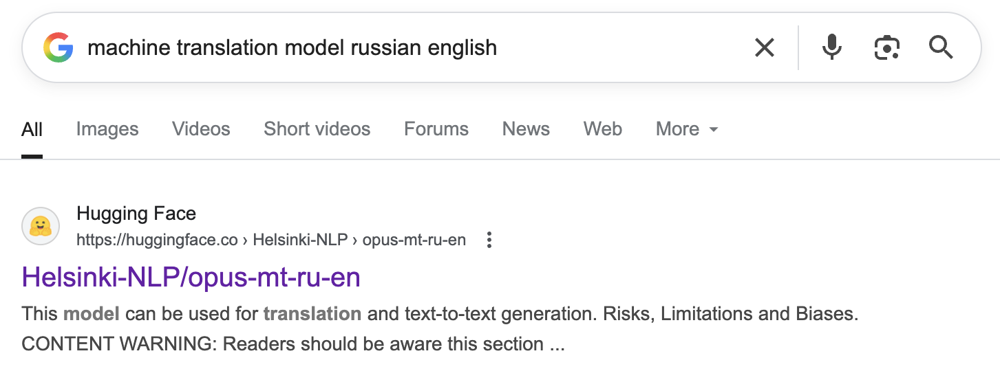 machine translation model russian english
All Images Videos Short videos Forums News Web More
Hugging Face
https://huggingface.co › Helsinki-NLP › opus-mt-ru-en
Helsinki-NLP/opus-mt-ru-en
This model can be used for translation and text-to-text generation. Risks, Limitations and Biases.
CONTENT WARNING: Readers should be aware this section ...